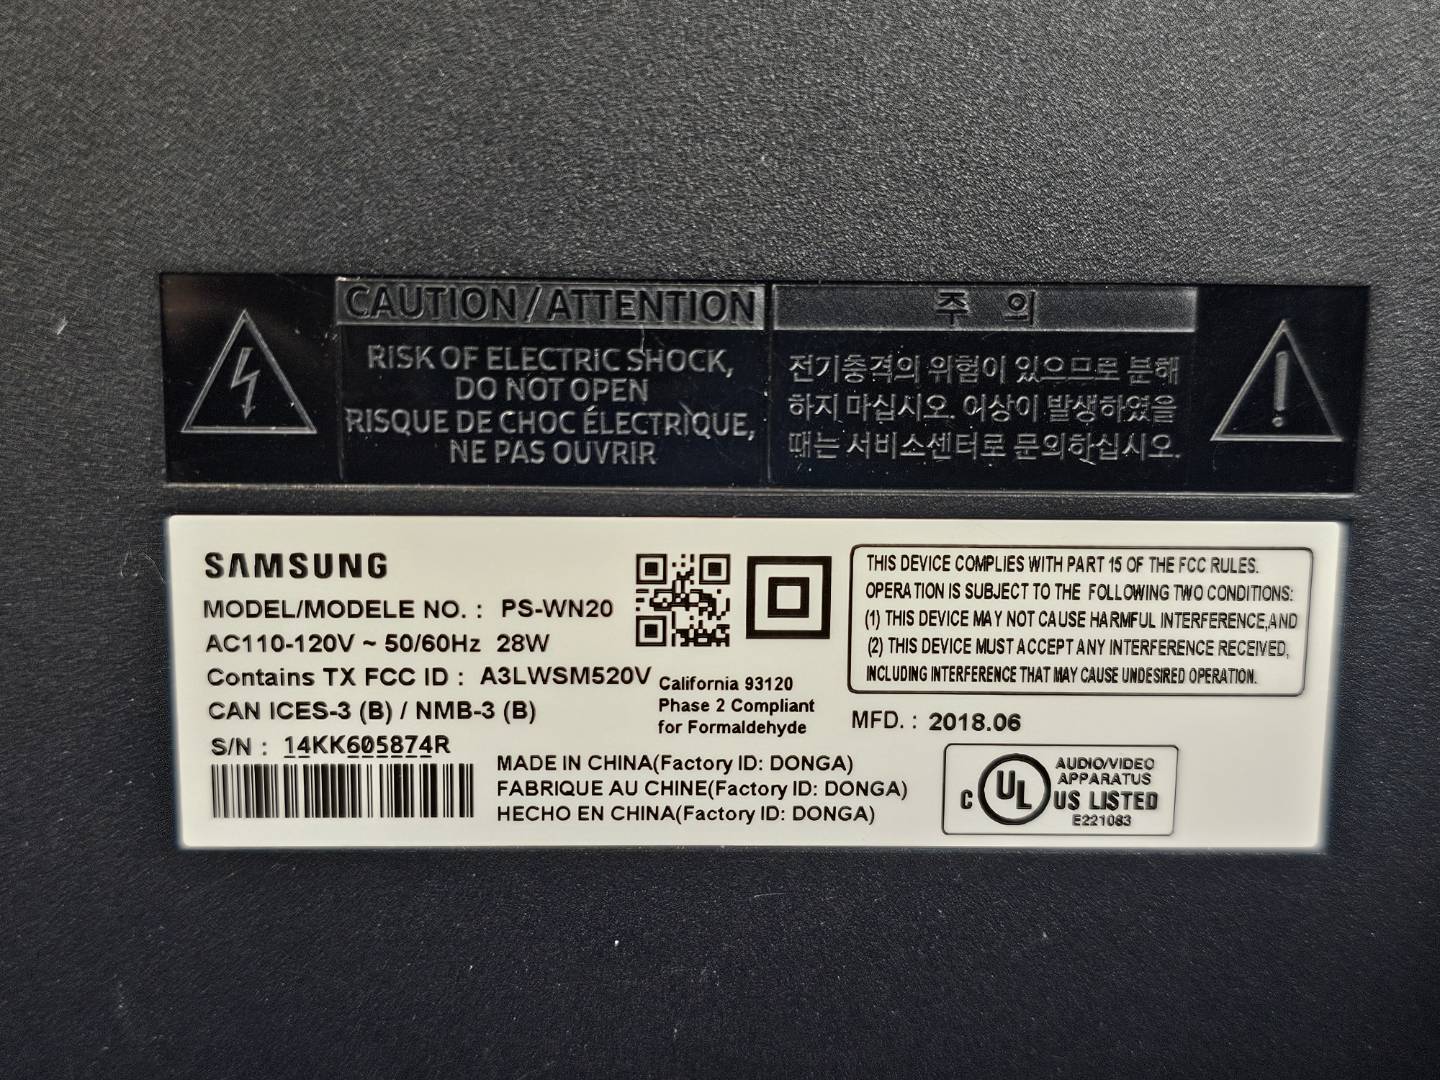 CAUTION/ATTENTION
RISK OF ELECTRIC SHOCK,
DO NOT OPEN
RISQUE DE CHOC ÉLECTRIQUE,
NE PAS OUVRIR
주 의
전기충격의 위험이 있으므로 분해
하지 마십시오. 이상이 발생하였을
때는 서비스센터로 문의하십시오.
SAMSUNG
MODEL/MODELE NO. : PS-WN20
AC110-120V ~ 50/60Hz 28W
Contains TX FCC ID : A3LWSM520V
CAN ICES-3 (B) / NMB-3 (B)
S/N : 14KK605874R
California 93120
Phase 2 Compliant
for Formaldehyde
MADE IN CHINA(Factory ID: DONGA)
FABRIQUE AU CHINE(Factory ID: DONGA)
HECHO EN CHINA(Factory ID: DONGA)
THIS DEVICE COMPLIES WITH PART 15 OF THE FCC RULES.
OPERATION IS SUBJECT TO THE FOLLOWING TWO CONDITIONS:
(1) THIS DEVICE MAY NOT CAUSE HARMFUL INTERFERENCE,AND
(2) THIS DEVICE MUST ACCEPT ANY INTERFERENCE RECEIVED,
INCLUDING INTERFERENCE THAT MAY CAUSE UNDESIRED OPERATION.
MFD. : 2018.06
C UL US LISTED
AUDIO/VIDEO
APPARATUS
E221083